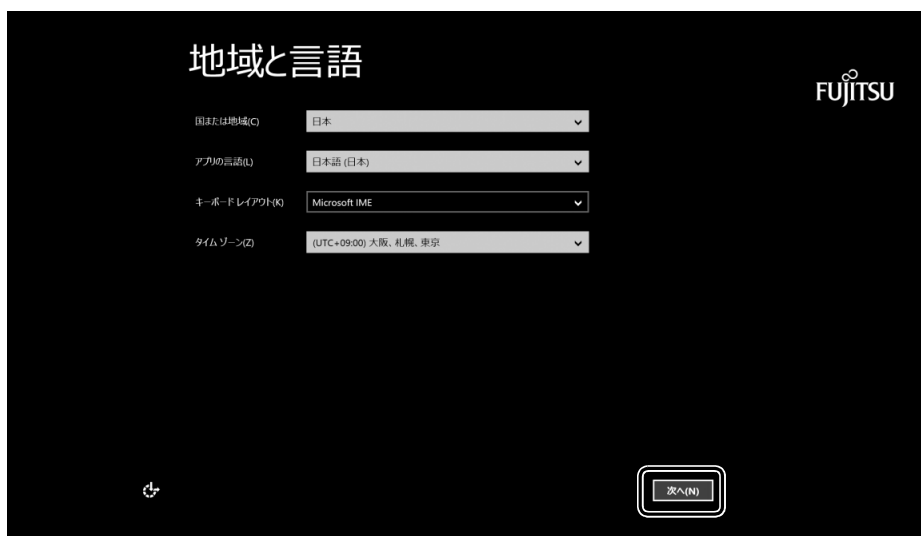 地域と言語
FUJITSU
国または地域(C) 日本
アプリの言語(L) 日本語 (日本)
キーボード レイアウト(K) Microsoft IME
タイム ゾーン(Z) (UTC+09:00) 大阪、札幌、東京
次へ(N)